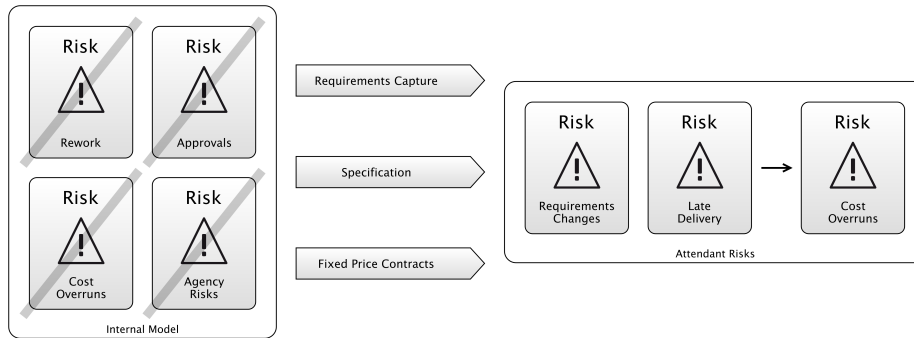 Risk
Rework
Risk
Approvals
Risk
Cost
Overruns
Risk
Agency
Risks
Internal Model
Requirements Capture
Specification
Fixed Price Contracts
Risk
Requirements
Changes
Risk
Late
Delivery
Risk
Cost
Overruns
Attendant Risks